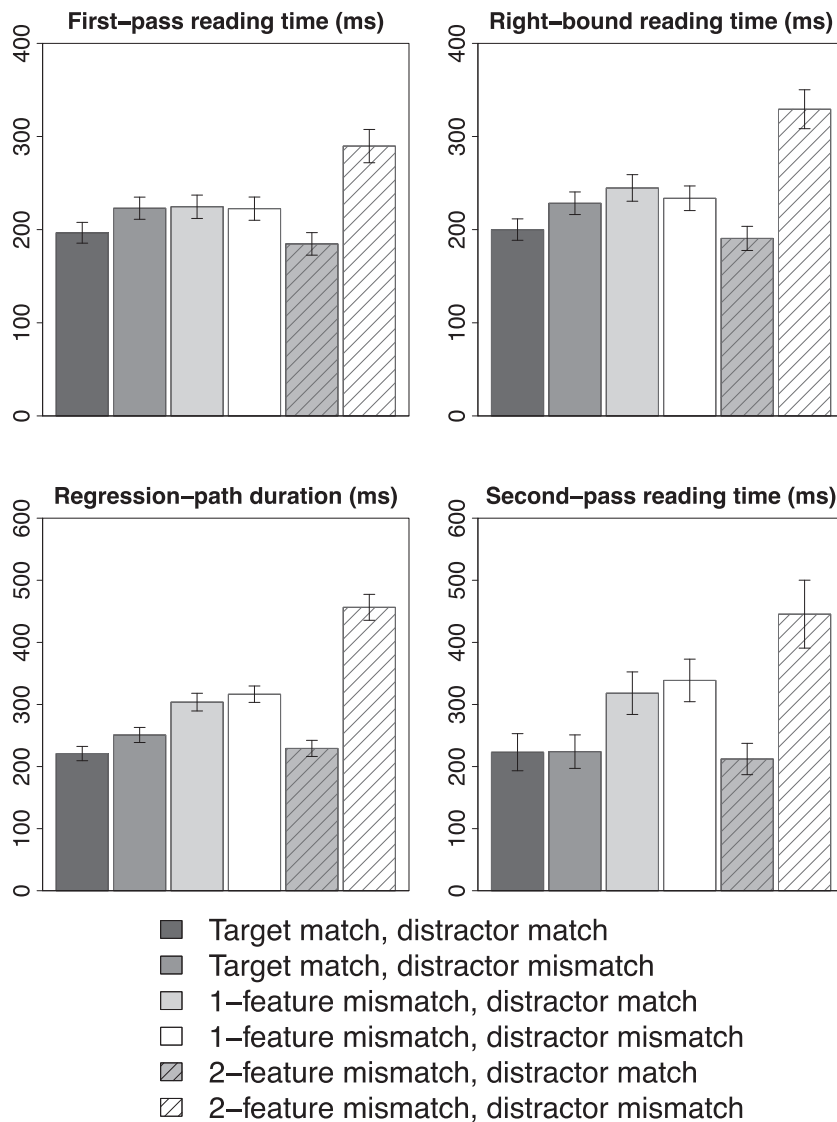 First–pass reading time (ms)
Right–bound reading time (ms)
400
300
200
100
0
400
300
200
100
0
Regression–path duration (ms)
Second–pass reading time (ms)
600
500
400
300
200
100
0
600
500
400
300
200
100
0
Target match, distractor match
Target match, distractor mismatch
1–feature mismatch, distractor match
1–feature mismatch, distractor mismatch
2–feature mismatch, distractor match
2–feature mismatch, distractor mismatch